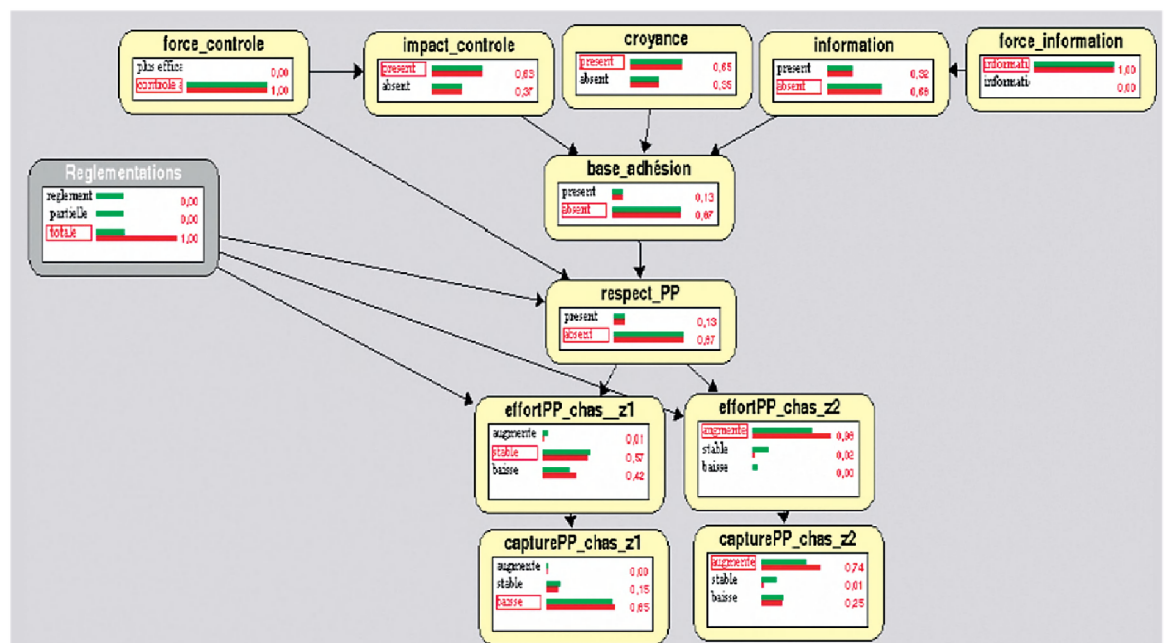 force_controle
plus effica 0,00
controle a 1,00
impact_controle
present 0,63
absent 0,37
croyance
present 0,65
absent 0,35
information
present 0,32
absent 0,68
force_information
informati 1,00
informati 0,00
Reglementations
reglement 0,00
partielle 0,00
totale 1,00
base_adhésion
present 0,13
absent 0,87
respect_PP
present 0,13
absent 0,87
effortPP_chas__z1
augmente 0,01
stable 0,57
baisse 0,42
effortPP_chas_z2
augmente 0,98
stable 0,02
baisse 0,00
capturePP_chas_z1
augmente 0,00
stable 0,15
baisse 0,85
capturePP_chas_z2
augmente 0,74
stable 0,01
baisse 0,25